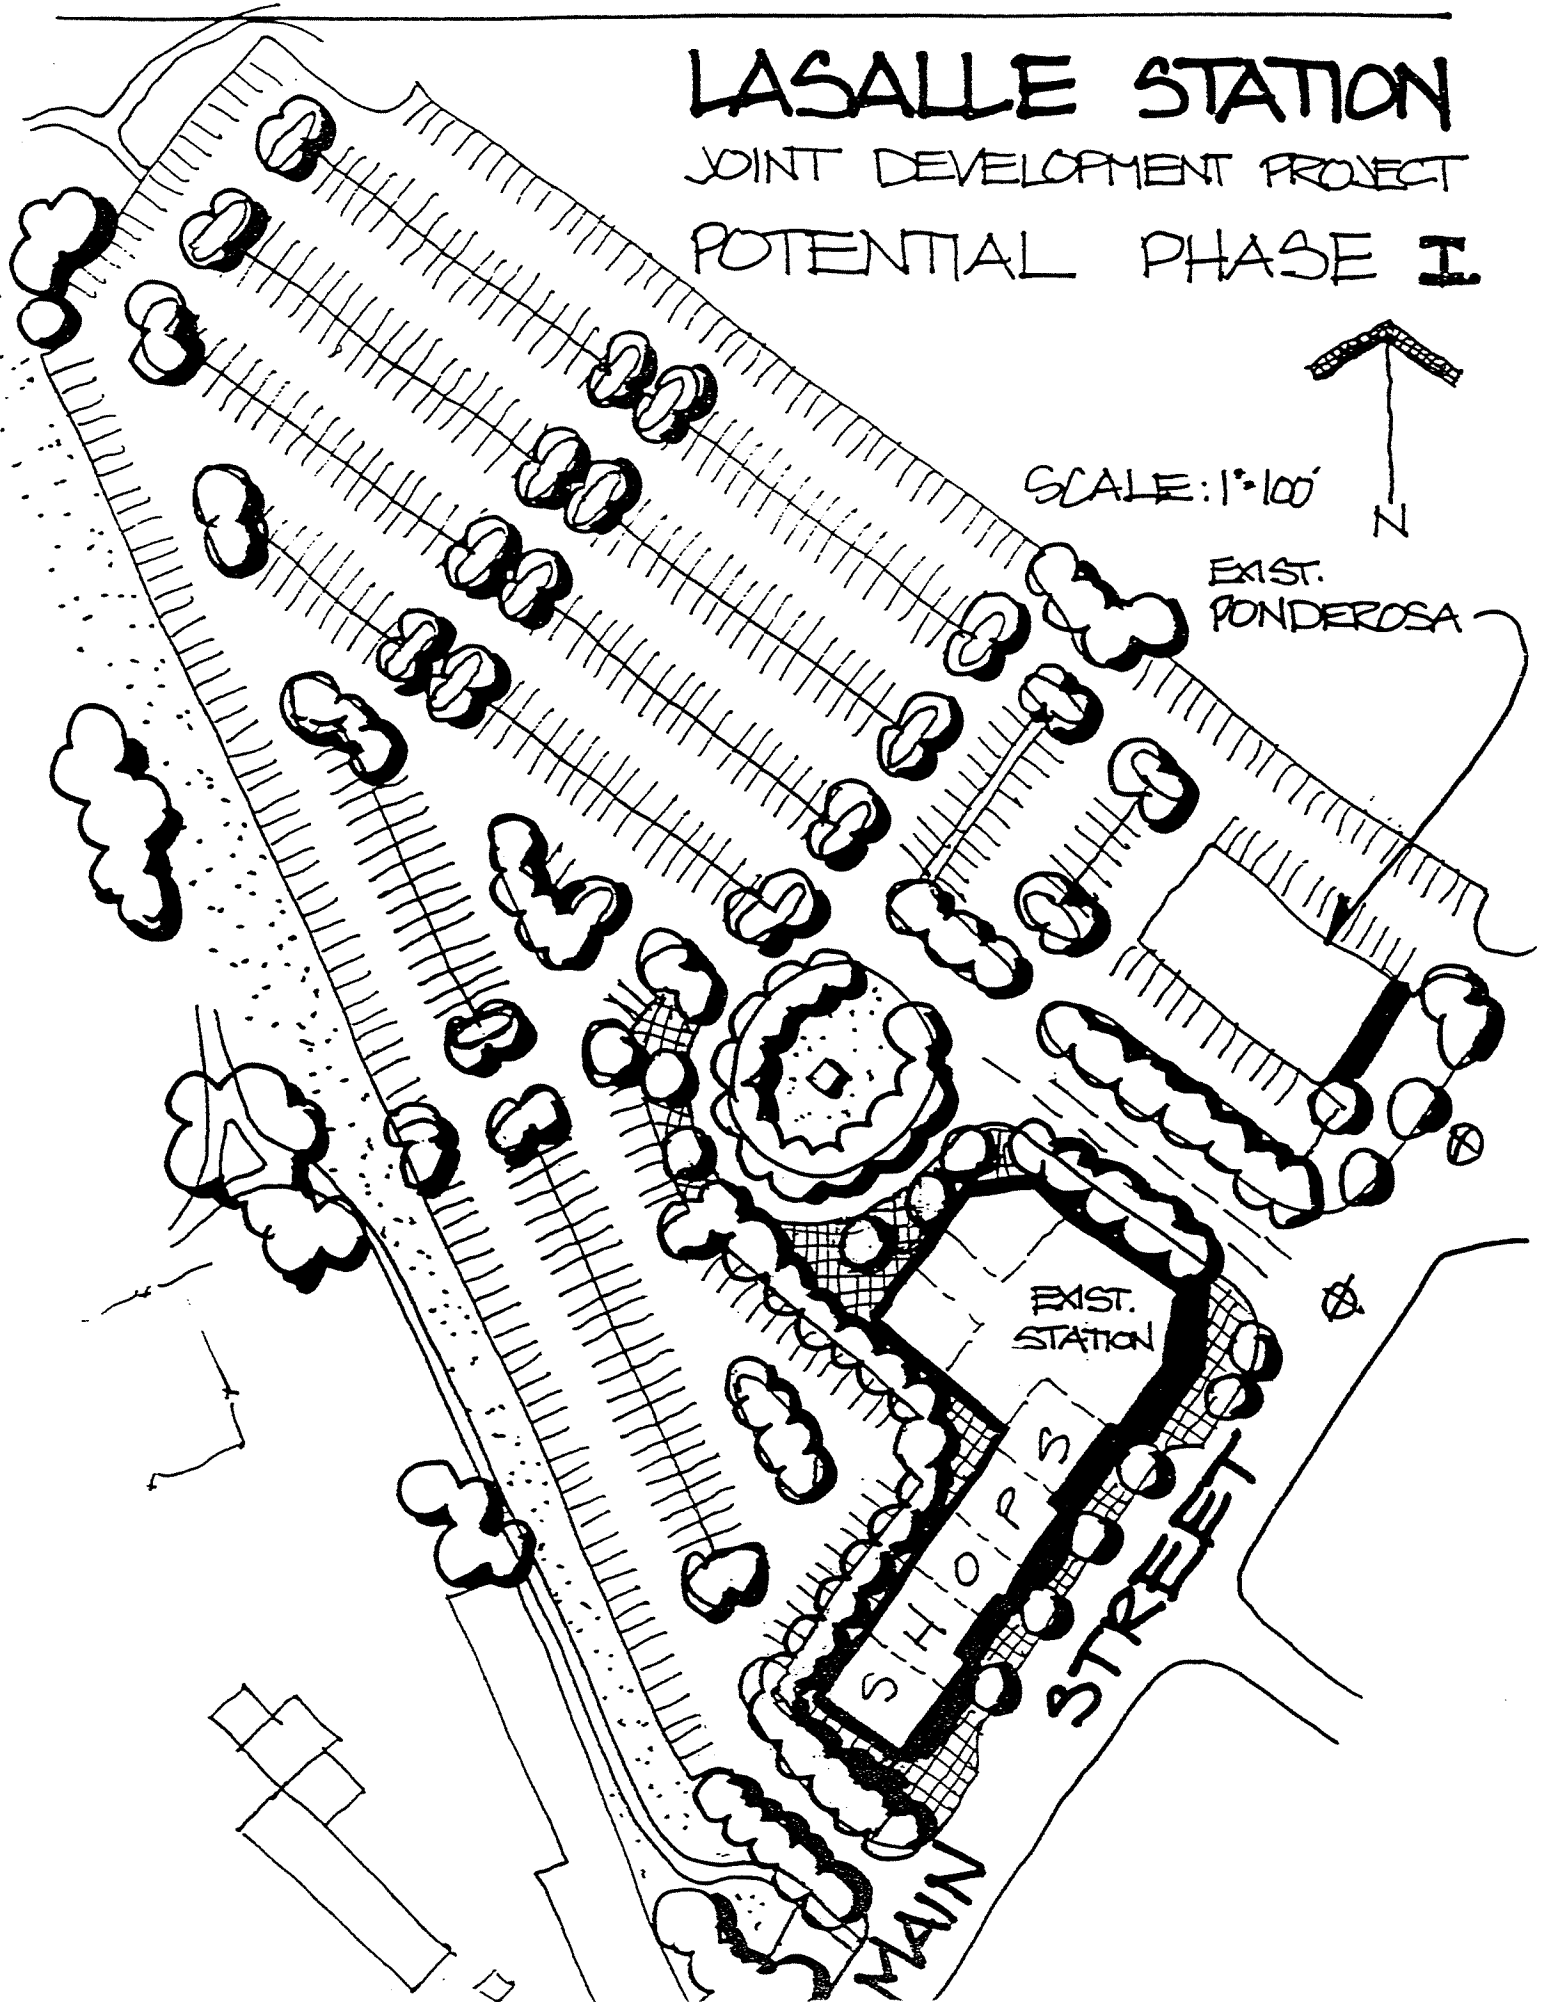 LASALLE STATION
JOINT DEVELOPMENT PROJECT
POTENTIAL PHASE I
SCALE: 1"=100'
N
EXIST.
PONDEROSA
EXIST.
STATION
SHOPS
MAIN STREET